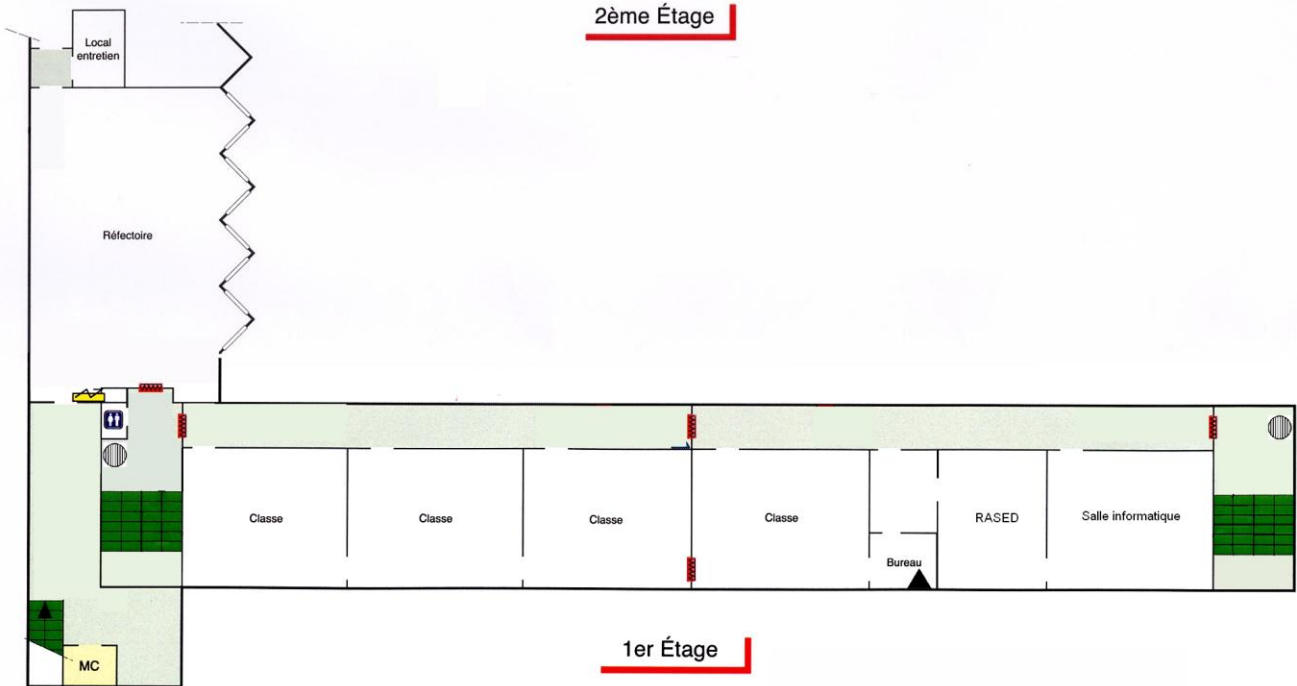 2ème Étage
Local
entretien
Réfectoire
Classe
Classe
Classe
Classe
RASED
Salle informatique
Bureau
1er Étage
MC